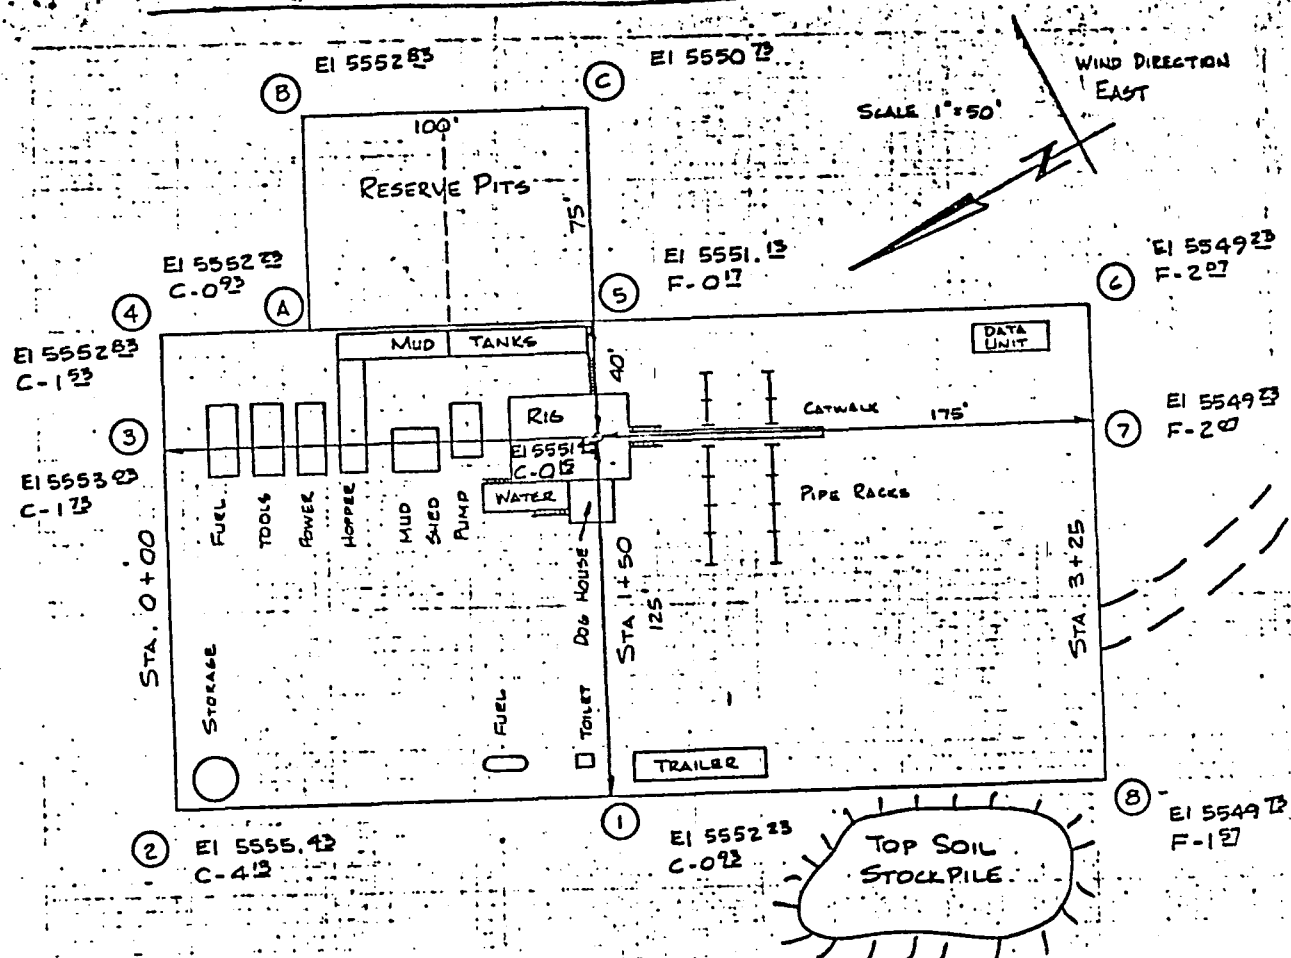 El 5552 83
El 5550 73
WIND DIRECTION
EAST
SCALE 1"=50'
B
C
100'
RESERVE PITS
75'
N
El 5552 23
C-0 93
A
4
El 5551.13
F-0 17
5
El 5549 23
F-2 07
6
El 5552 83
C-1 53
MUD TANKS
DATA
UNIT
40'
RIG
CATWALK
175'
El 5549 23
F-2 07
7
3
El 5551
C-0 15
El 5553 03
C-1 73
WATER
PIPE RACKS
FUEL
TOOLS
POWER
HOPPER
MUD
SHED
PUMP
DOG HOUSE
STA. 0+00
STA 1+50
125'
STA. 3+25
STORAGE
FUEL
TOILET
TRAILER
2
El 5555.43
C-4 13
1
El 5552 23
C-0 93
8
El 5549 73
F-1 57
TOP SOIL
STOCKPILE.